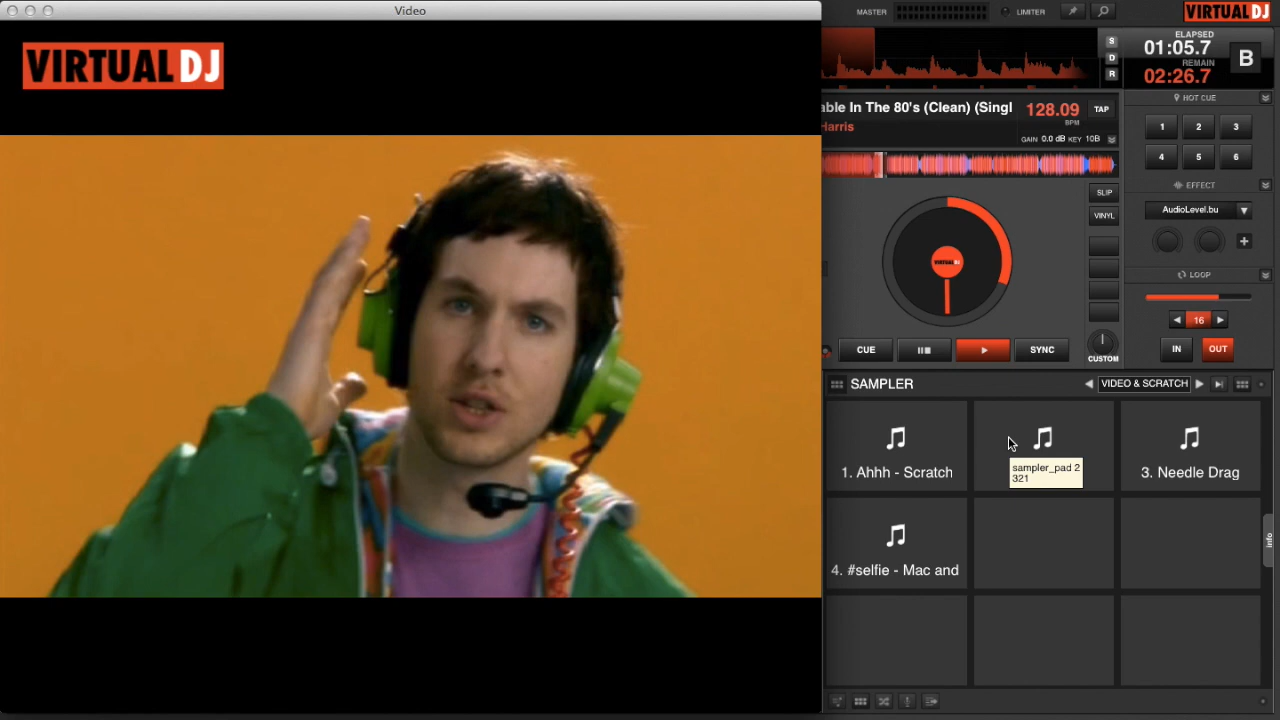 Video
VIRTUAL DJ
MASTER
LIMITER
VIRTUAL DJ
S
D
R
ELAPSED
01:05.7
REMAIN
02:26.7
B
able In The 80's (Clean) (Singl
Harris
128.09
BPM
TAP
GAIN 0.0 dB KEY 10B
HOT CUE
1 2 3
4 5 6
EFFECT
SLIP
VINYL
AudioLevel.bu
VIRTUAL DJ
LOOP
16
CUE
SYNC
CUSTOM
IN
OUT
SAMPLER
VIDEO & SCRATCH
1. Ahhh - Scratch
sampler_pad 2
321
3. Needle Drag
4. #selfie - Mac and
info